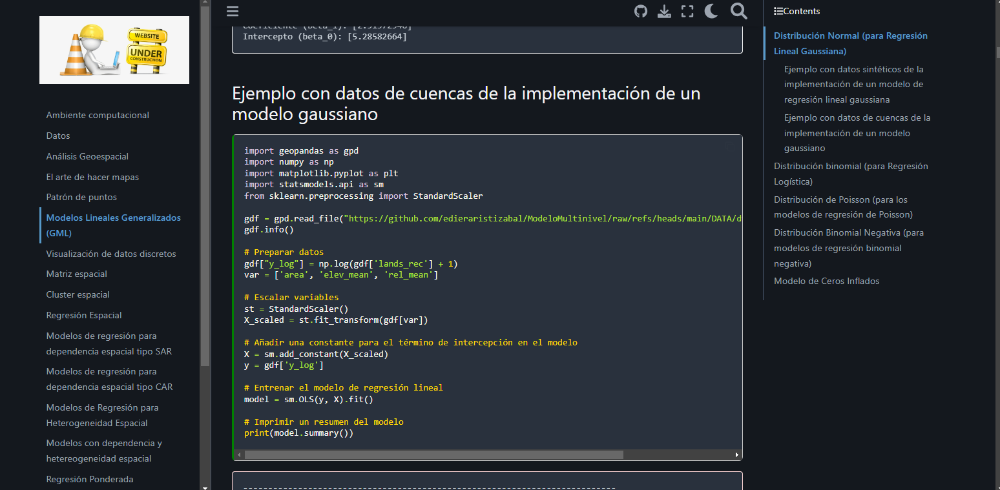 WEBSITE
UNDER
CONSTRUCTION
Ambiente computacional
Datos
Análisis Geoespacial
El arte de hacer mapas
Patrón de puntos
Modelos Lineales Generalizados
(GML)
Visualización de datos discretos
Matriz espacial
Cluster espacial
Regresión Espacial
Modelos de regresión para
dependencia espacial tipo SAR
Modelos de regresión para
dependencia espacial tipo CAR
Modelos de Regresión para
Heterogeneidad Espacial
Modelos con dependencia y
hetereogeneidad espacial
Regresión Ponderada
Coeficiente (beta_1): [2.91972946]
Intercepto (beta_0): [5.28582664]
Ejemplo con datos de cuencas de la implementación de un
modelo gaussiano
import geopandas as gpd
import numpy as np
import matplotlib.pyplot as plt
import statsmodels.api as sm
from sklearn.preprocessing import StandardScaler
gdf = gpd.read_file("https://github.com/edieraristizabal/ModeloMultinivel/raw/refs/heads/main/DATA/d
gdf.info()
# Preparar datos
gdf["y_log"] = np.log(gdf['lands_rec'] + 1)
var = ['area', 'elev_mean', 'rel_mean']
# Escalar variables
st = StandardScaler()
X_scaled = st.fit_transform(gdf[var])
# Añadir una constante para el término de intercepción en el modelo
X = sm.add_constant(X_scaled)
y = gdf['y_log']
# Entrenar el modelo de regresión lineal
model = sm.OLS(y, X).fit()
# Imprimir un resumen del modelo
print(model.summary())
Contents
Distribución Normal (para Regresión
Lineal Gaussiana)
Ejemplo con datos sintéticos de la
implementación de un modelo de
regresión lineal gaussiana
Ejemplo con datos de cuencas de la
implementación de un modelo
gaussiano
Distribución binomial (para Regresión
Logística)
Distribución de Poisson (para los
modelos de regresión de Poisson)
Distribución Binomial Negativa (para
modelos de regresión binomial
negativa)
Modelo de Ceros Inflados